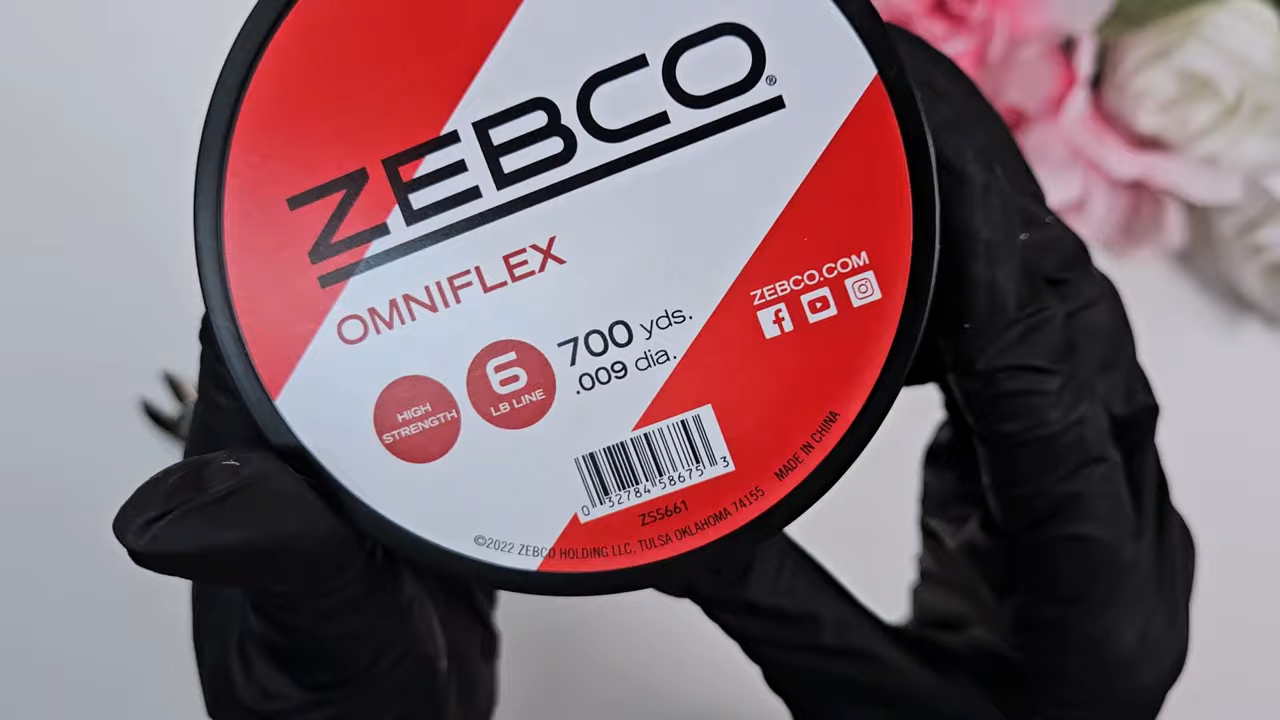 ZEBCO®
OMNIFLEX
HIGH
STRENGTH
6
LB LINE
700 yds.
.009 dia.
ZEBCO.COM
0 32784 58675 3
ZS5661
MADE IN CHINA
©2022 ZEBCO HOLDING LLC, TULSA OKLAHOMA 74155